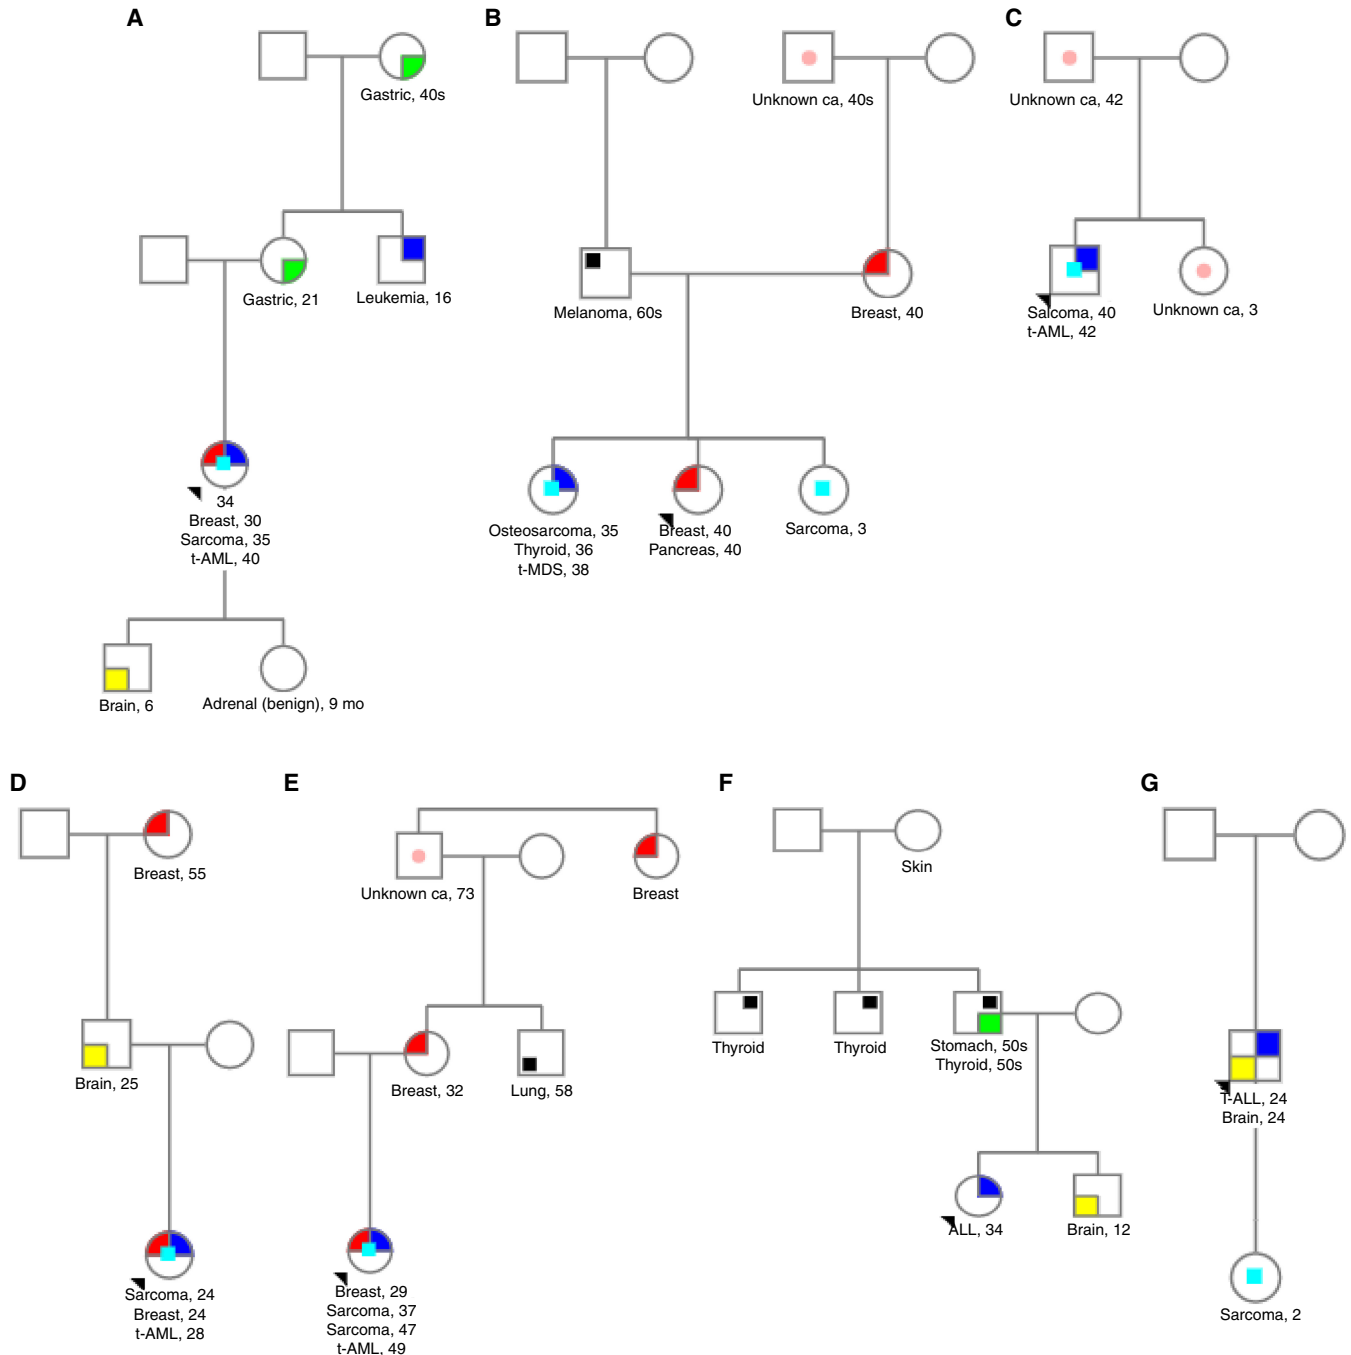 A
B
C
Gastric, 40s
Unknown ca, 40s
Unknown ca, 42
Gastric, 21
Leukemia, 16
Melanoma, 60s
Breast, 40
Salcoma, 40
t-AML, 42
Unknown ca, 3
34
Breast, 30
Sarcoma, 35
t-AML, 40
Osteosarcoma, 35
Thyroid, 36
t-MDS, 38
Breast, 40
Pancreas, 40
Sarcoma, 3
Brain, 6
Adrenal (benign), 9 mo
D
E
F
G
Breast, 55
Unknown ca, 73
Breast
Skin
Brain, 25
Breast, 32
Lung, 58
Thyroid
Thyroid
Stomach, 50s
Thyroid, 50s
T-ALL, 24
Brain, 24
Sarcoma, 24
Breast, 24
t-AML, 28
Breast, 29
Sarcoma, 37
Sarcoma, 47
t-AML, 49
ALL, 34
Brain, 12
Sarcoma, 2